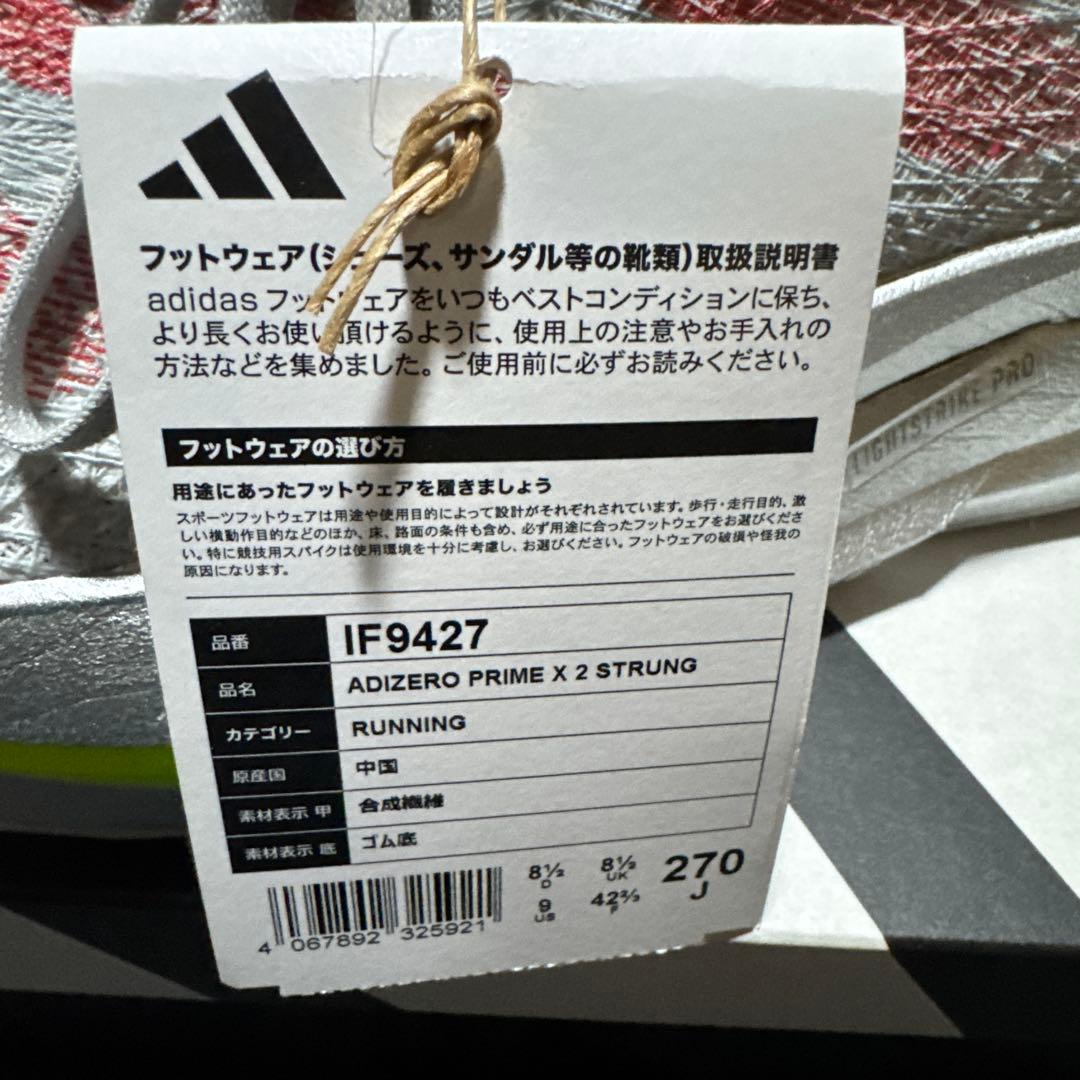 フットウェア(シューズ、サンダル等の靴類)取扱説明書
adidas フットウェアをいつもベストコンディションに保ち、
より長くお使い頂けるように、使用上の注意やお手入れの
方法などを集めました。ご使用前に必ずお読みください。
LIGHTSTRIKE PRO
フットウェアの選び方
用途にあったフットウェアを履きましょう
スポーツフットウェアは用途や使用目的によって設計がそれぞれされています。歩行・走行目的、激
しい横動作目的などのほか、床、路面の条件も含め、必ず用途に合ったフットウェアをお選びくださ
い。特に競技用スパイクは使用環境を十分に考慮し、お選びください。フットウェアの破損や怪我の
原因になります。
品番 IF9427
品名 ADIZERO PRIME X 2 STRUNG
カテゴリー RUNNING
原産国 中国
素材表示 甲 合成繊維
素材表示 底 ゴム底
8½ D 8½ UK 270 J
9 US 42⅔ F
4 067892 325921